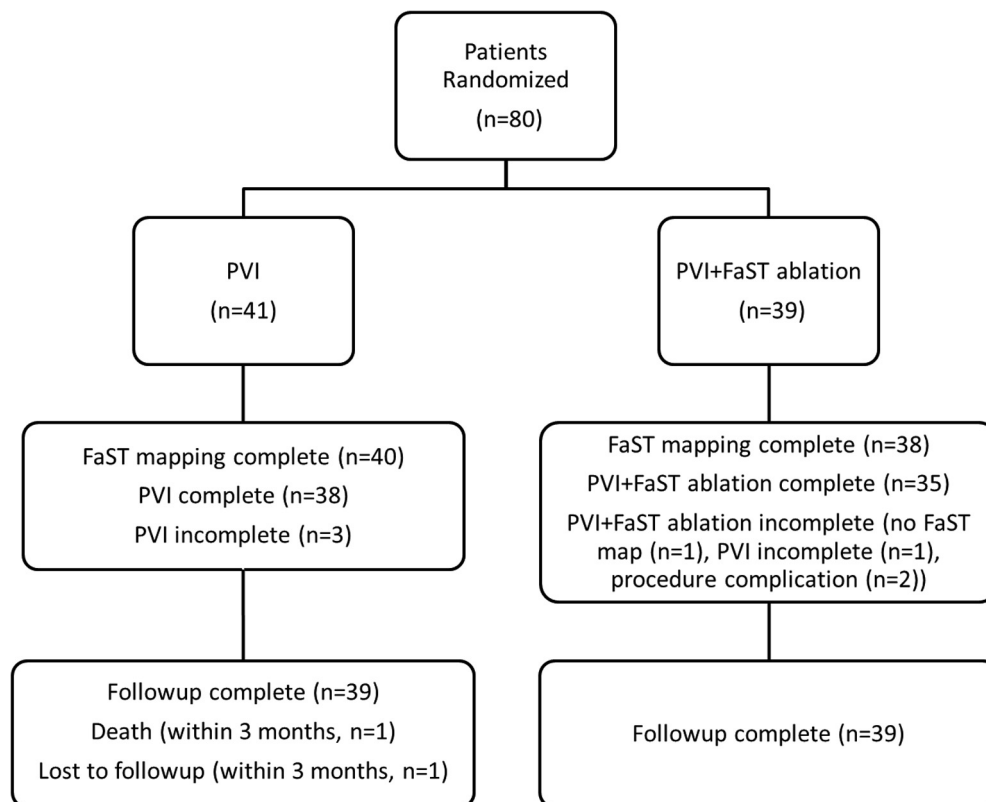 Patients
Randomized
(n=80)
PVI
(n=41)
PVI+FaST ablation
(n=39)
FaST mapping complete (n=40)
PVI complete (n=38)
PVI incomplete (n=3)
FaST mapping complete (n=38)
PVI+FaST ablation complete (n=35)
PVI+FaST ablation incomplete (no FaST
map (n=1), PVI incomplete (n=1),
procedure complication (n=2))
Followup complete (n=39)
Death (within 3 months, n=1)
Lost to followup (within 3 months, n=1)
Followup complete (n=39)